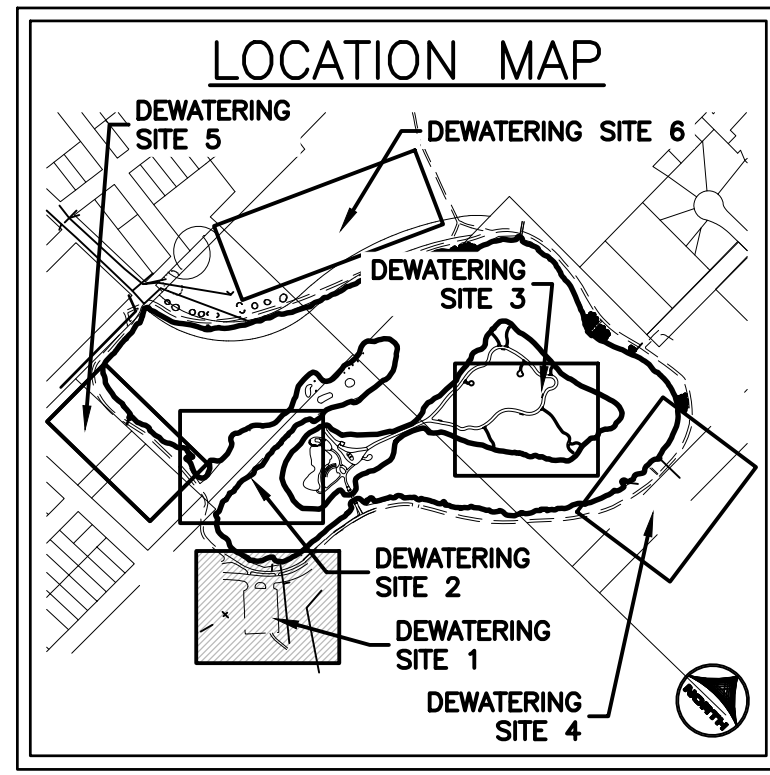 LOCATION MAP
DEWATERING
SITE 5
DEWATERING SITE 6
DEWATERING
SITE 3
DEWATERING
SITE 2
DEWATERING
SITE 1
DEWATERING
SITE 4
NORTH